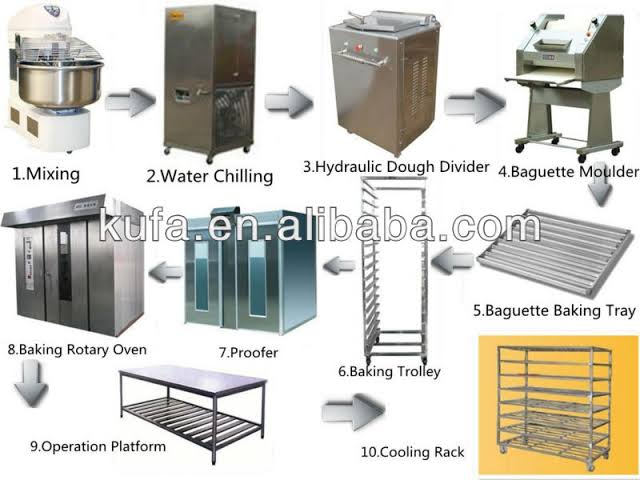 1.Mixing
2.Water Chilling
3.Hydraulic Dough Divider
4.Baguette Moulder
kufa.en.alibaba.com
5.Baguette Baking Tray
6.Baking Trolley
7.Proofer
8.Baking Rotary Oven
9.Operation Platform
10.Cooling Rack